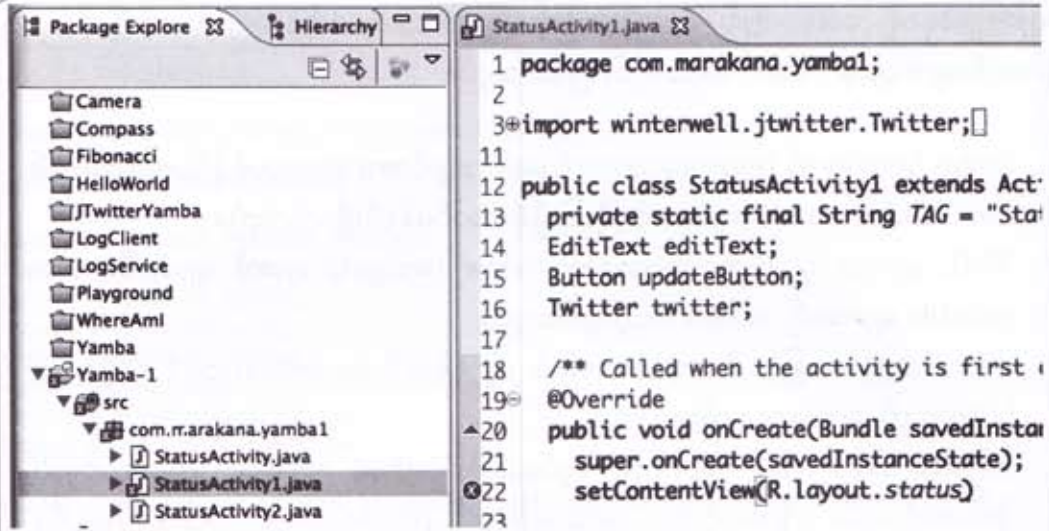 Package Explore Hierarchy
Camera
Compass
Fibonacci
HelloWorld
JTwitterYamba
LogClient
LogService
Playground
WhereAmI
Yamba
Yamba-1
src
com.rr.arakana.yamba1
StatusActivity.java
StatusActivity1.java
StatusActivity2.java
StatusActivity1.java
1 package com.marakana.yamba1;
2
3 import winterwell.jtwitter.Twitter;
11
12 public class StatusActivity1 extends Act
13 private static final String TAG = "Stat
14 EditText editText;
15 Button updateButton;
16 Twitter twitter;
17
18 /** Called when the activity is first
19 @Override
20 public void onCreate(Bundle savedInstan
21 super.onCreate(savedInstanceState);
22 setContentView(R.layout.status)
23